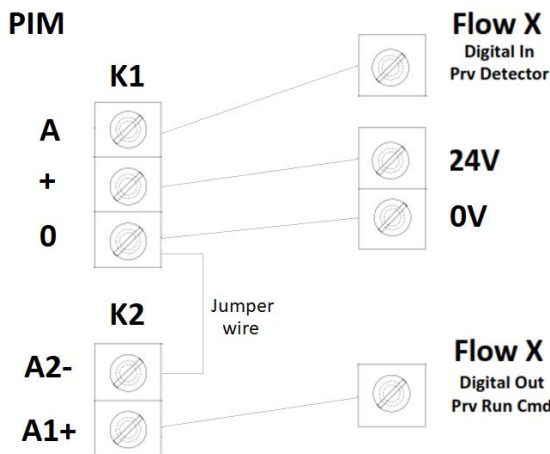 PIM
Flow X
Digital In
Prv Detector
K1
A
+
0
24V
0V
Jumper
wire
K2
A2-
A1+
Flow X
Digital Out
Prv Run Cmd